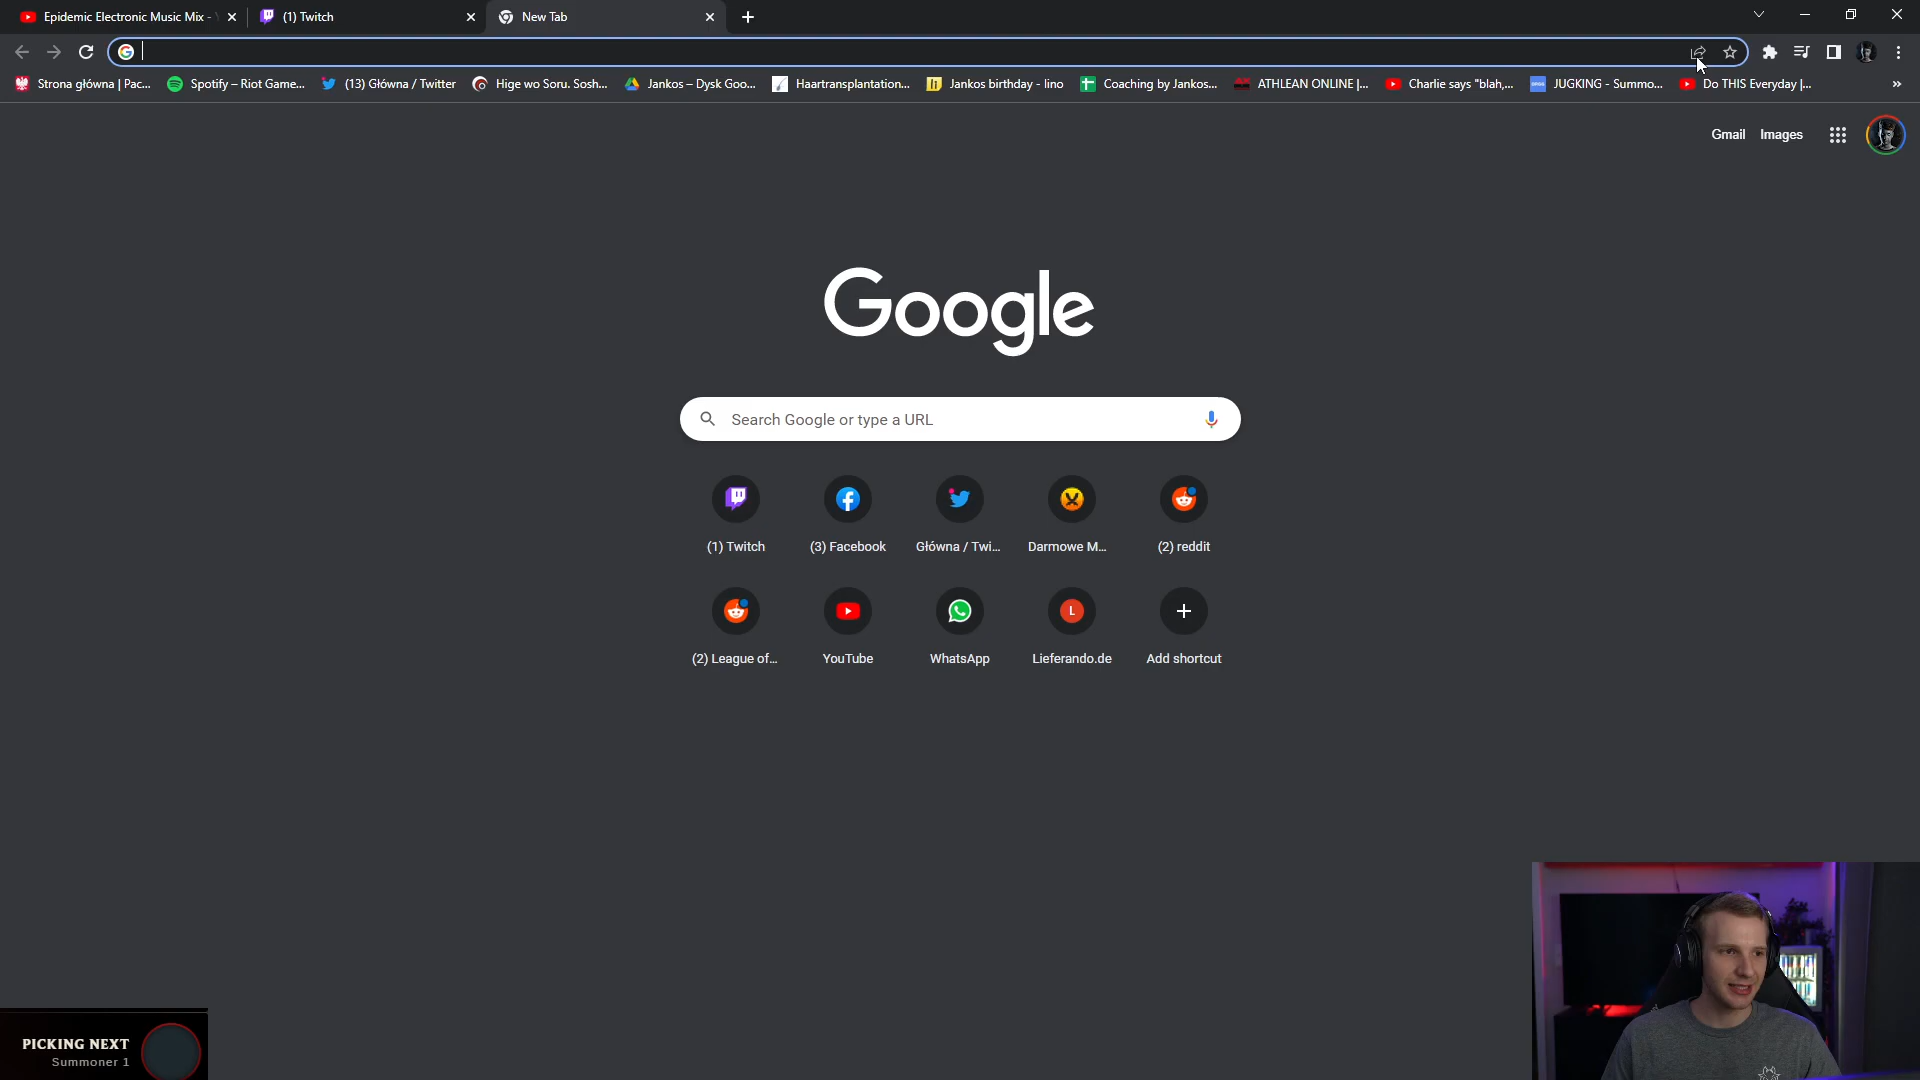 Epidemic Electronic Music Mix -
(1) Twitch
New Tab
Strona główna | Pac...
Spotify – Riot Game...
(13) Główna / Twitter
Hige wo Soru. Sosh...
Jankos – Dysk Goo...
Haartransplantation...
Jankos birthday - lino
Coaching by Jankos...
ATHLEAN ONLINE |...
Charlie says "blah,...
JUGKING - Summo...
Do THIS Everyday |...
Gmail
Images
Google
Search Google or type a URL
(1) Twitch
(3) Facebook
Główna / Twi...
Darmowe M...
(2) reddit
(2) League of...
YouTube
WhatsApp
L
Lieferando.de
Add shortcut
PICKING NEXT
Summoner 1